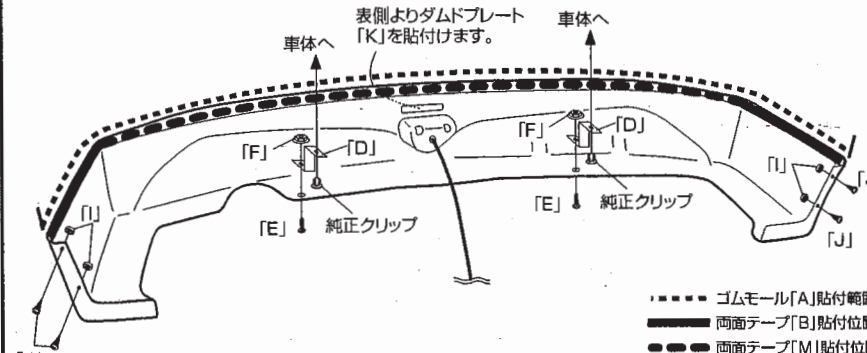 表側よりダムドプレート
「K」を貼付けます。
車体へ
車体へ
「F」
「D」
「F」
「D」
「I」
「J」
「E」
純正クリップ
「E」
純正クリップ
「I」
「J」
ゴムモール「A」貼付範囲
両面テープ「B」貼付位置
両面テープ「M」貼付位置